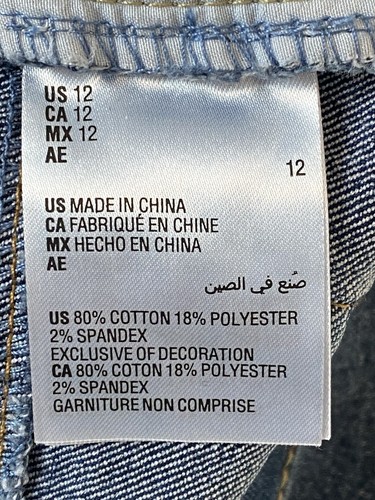 US 12
CA 12
MX 12
AE
12
US MADE IN CHINA
CA FABRIQUÉ EN CHINE
MX HECHO EN CHINA
AE
صُنع في الصين
US 80% COTTON 18% POLYESTER
2% SPANDEX
EXCLUSIVE OF DECORATION
CA 80% COTON 18% POLYESTER
2% SPANDEX
GARNITURE NON COMPRISE